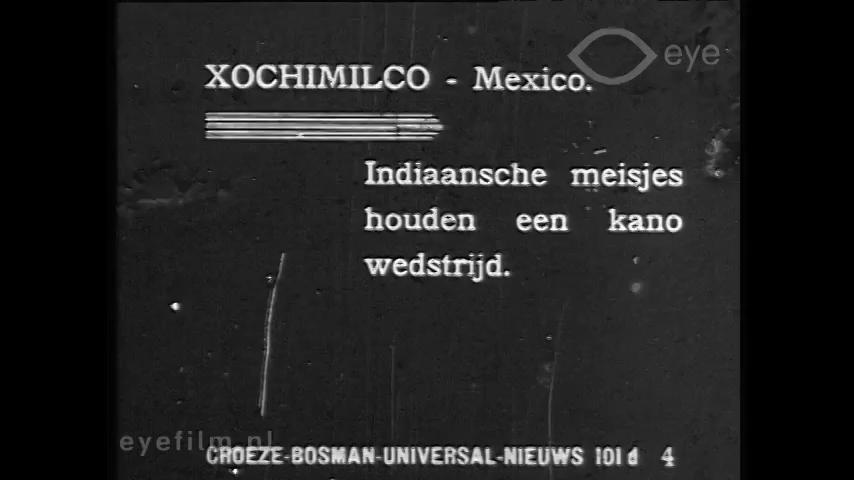 eye
XOCHIMILCO - Mexico.
Indiaansche meisjes
houden een kano
wedstrijd.
eyefilm.nl
CROEZE-BOSMAN-UNIVERSAL-NIEUWS 101 d 4